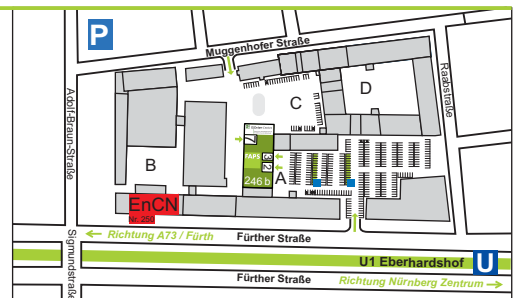 P
Muggenhofer Straße
Adolf-Braun-Straße
Raabstraße
C
D
FAPS
246 b
A
B
EnCN
Nr. 250
Richtung A73 / Fürth
Fürther Straße
Sigmundstraße
U1 Eberhardshof
U
Fürther Straße
Richtung Nürnberg Zentrum